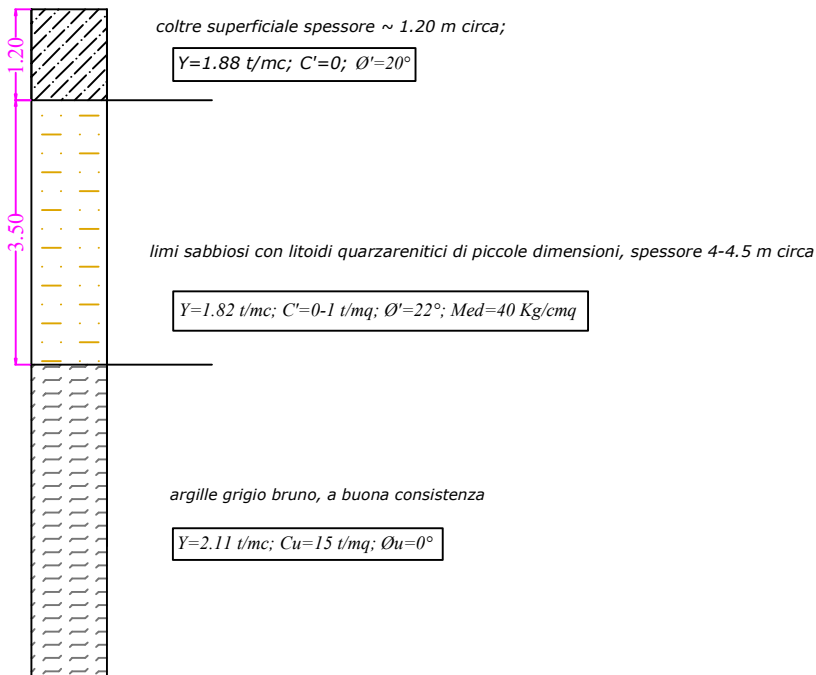 coltre superficiale spessore ~ 1.20 m circa;
1.20
Y=1.88 t/mc; C'=0; Ø'=20°
3.50
limi sabbiosi con litoidi quarzarenitici di piccole dimensioni, spessore 4-4.5 m circa
Y=1.82 t/mc; C'=0-1 t/mq; Ø'=22°; Med=40 Kg/cmq
argille grigio bruno, a buona consistenza
Y=2.11 t/mc; Cu=15 t/mq; Øu=0°